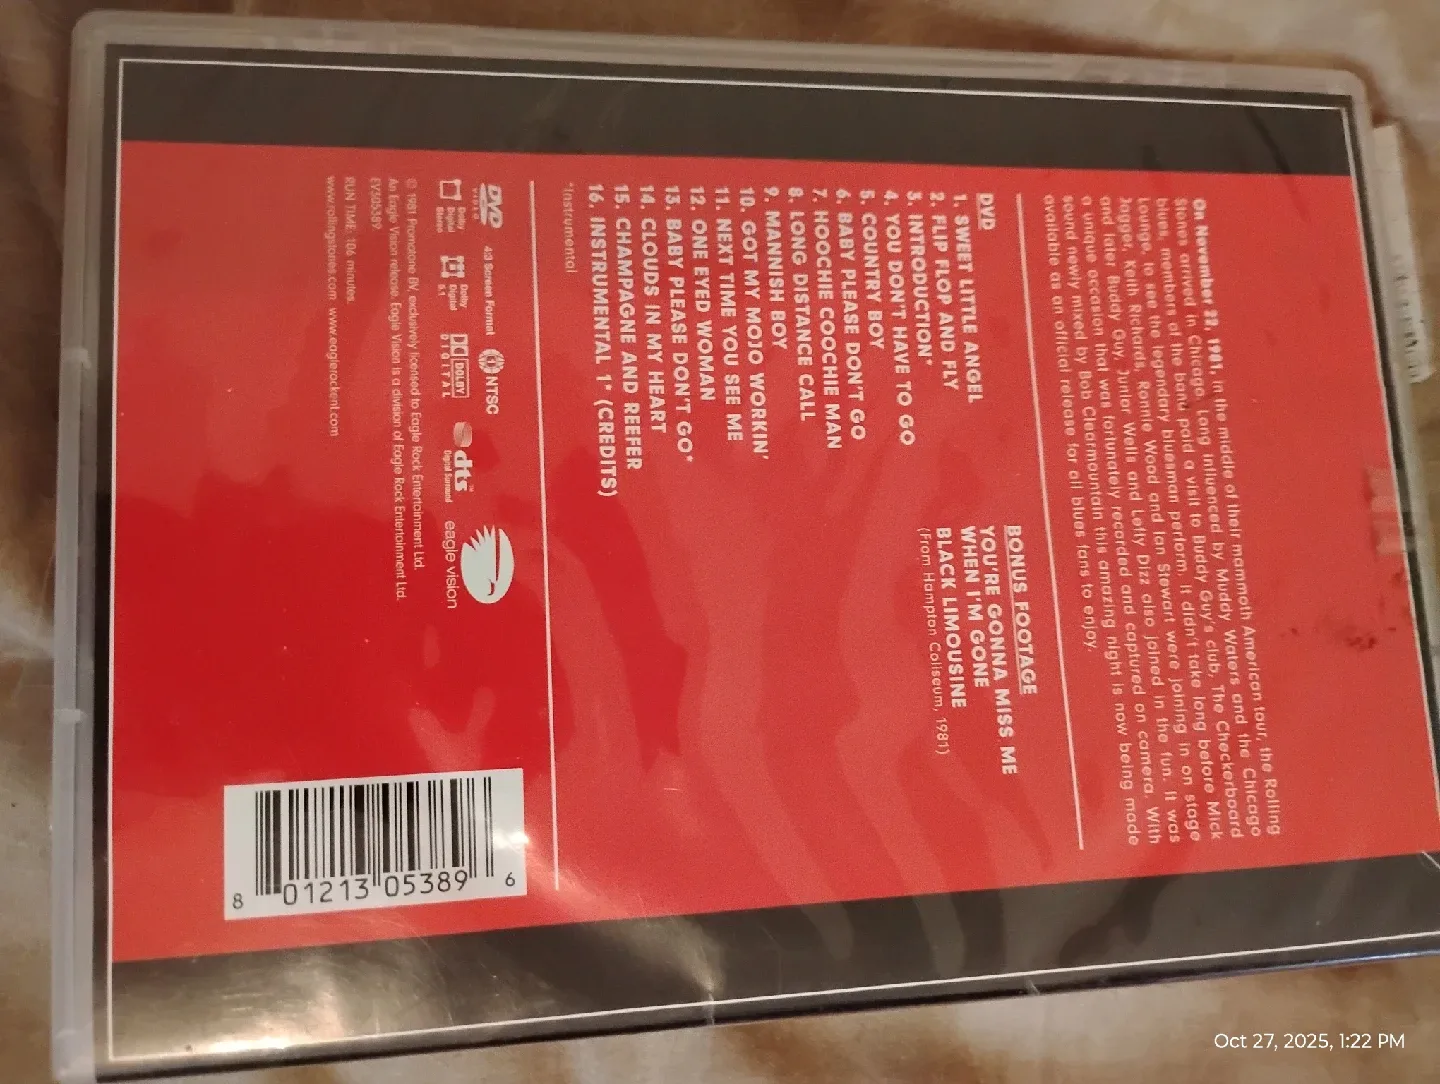 On November 22, 1981, in the middle of their mammoth American tour, the Rolling
Stones arrived in Chicago. Long influenced by Muddy Waters and the Chicago
blues, members of the band paid a visit to Buddy Guy's club, The Checkerboard
Lounge, to see the legendary bluesman perform. It didn't take long before Mick
Jagger, Keith Richards, Ronnie Wood and Ian Stewart were joining in on stage
and later Buddy Guy, Junior Wells and Lefty Dizz also joined in the fun. It was
a unique occasion that was fortunately recorded and captured on camera. With
sound newly mixed by Bob Clearmountain this amazing night is now being made
available as an official release for all blues fans to enjoy.
DVD
1. SWEET LITTLE ANGEL
2. FLIP FLOP AND FLY
3. INTRODUCTION*
4. YOU DON'T HAVE TO GO
5. COUNTRY BOY
6. BABY PLEASE DON'T GO
7. HOOCHIE COOCHIE MAN
8. LONG DISTANCE CALL
9. MANNISH BOY
10. GOT MY MOJO WORKIN'
11. NEXT TIME YOU SEE ME
12. ONE EYED WOMAN
13. BABY PLEASE DON'T GO*
14. CLOUDS IN MY HEART
15. CHAMPAGNE AND REEFER
16. INSTRUMENTAL 1* (CREDITS)
*Instrumental
BONUS FOOTAGE
YOU'RE GONNA MISS ME
WHEN I'M GONE
BLACK LIMOUSINE
(From Hampton Coliseum, 1981)
DVD VIDEO
4:3 Screen Format
NTSC
Dolby Digital Stereo
Dolby Digital 5.1
DOLBY DIGITAL
dts Digital Surround
eagle vision
© 1981 Promotone BV, exclusively licensed to Eagle Rock Entertainment Ltd.
An Eagle Vision release. Eagle Vision is a division of Eagle Rock Entertainment Ltd.
EV305389
RUN TIME: 106 minutes.
www.rollingstones.com www.eaglerockent.com
8 01213 05389 6
Oct 27, 2025, 1:22 PM